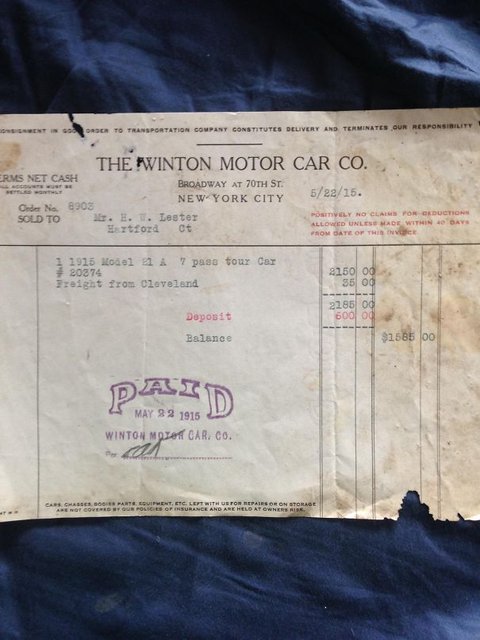 CONSIGNMENT IN GOOD ORDER TO TRANSPORTATION COMPANY CONSTITUTES DELIVERY AND TERMINATES OUR RESPONSIBILITY
THE WINTON MOTOR CAR CO.
ERMS NET CASH
ALL ACCOUNTS MUST BE
SETTLED MONTHLY
BROADWAY AT 70TH ST.
NEW YORK CITY
5/22/15.
Order No. 8903
SOLD TO Mr. H. W. Lester
Hartford Ct
POSITIVELY NO CLAIMS FOR DEDUCTIONS
ALLOWED UNLESS MADE WITHIN 40 DAYS
FROM DATE OF THIS INVOICE.
1 1915 Model 21 A 7 pass tour Car 2150 00
# 20374
Freight from Cleveland 35 00
2185 00
Deposit 600 00
Balance $1585 00
PAID
MAY 22 1915
WINTON MOTOR CAR. CO.
CARS, CHASSES, BODIES PARTS, EQUIPMENT, ETC. LEFT WITH US FOR REPAIRS OR ON STORAGE
ARE NOT COVERED BY OUR POLICIES OF INSURANCE AND ARE HELD AT OWNERS RISK.